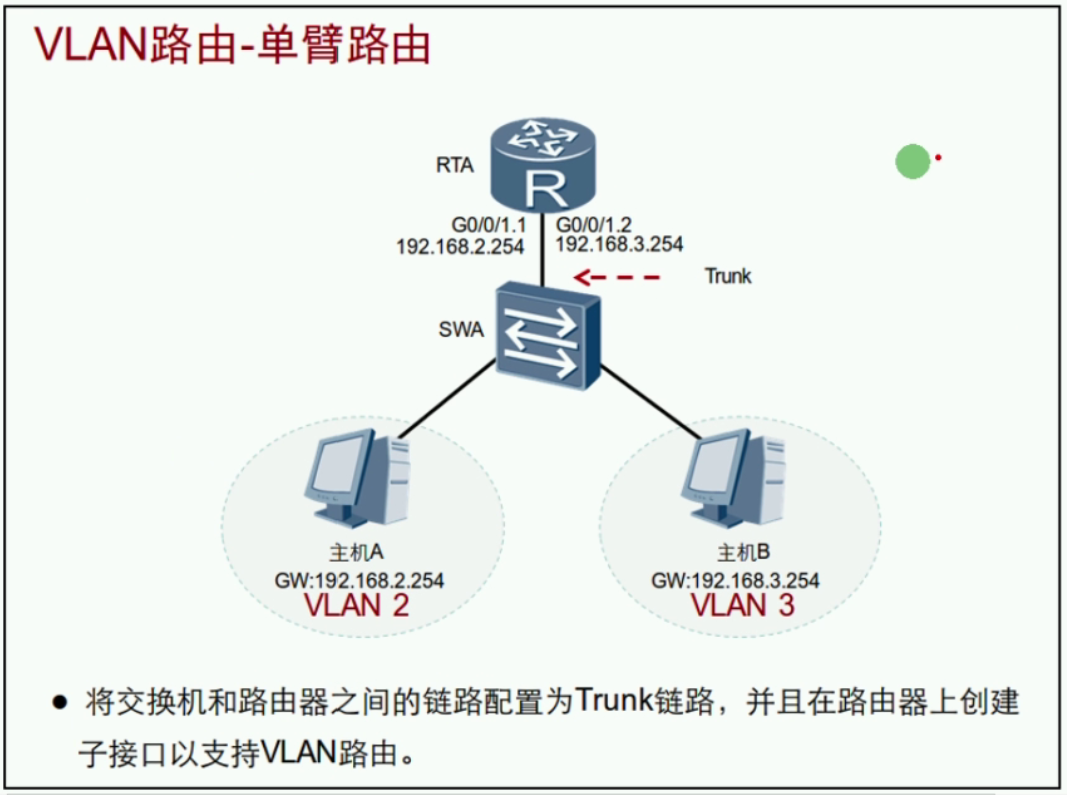 VLAN路由-单臂路由
RTA
R
G0/0/1.1
192.168.2.254
G0/0/1.2
192.168.3.254
Trunk
SWA
主机A
GW:192.168.2.254
VLAN 2
主机B
GW:192.168.3.254
VLAN 3
● 将交换机和路由器之间的链路配置为Trunk链路，并且在路由器上创建
子接口以支持VLAN路由。